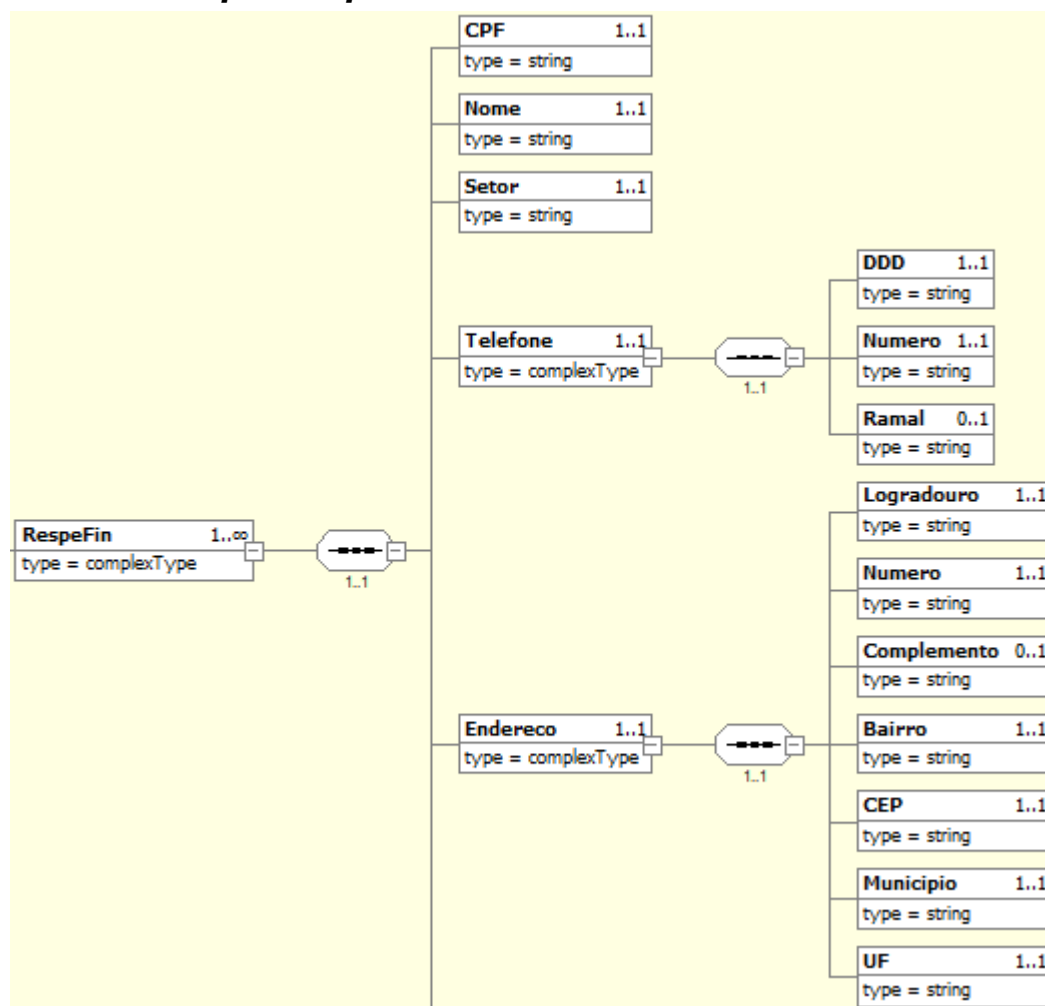 CPF 1..1
type = string
Nome 1..1
type = string
Setor 1..1
type = string
DDD 1..1
type = string
Telefone 1..1
type = complexType
1..1
Numero 1..1
type = string
Ramal 0..1
type = string
RespeFin 1..∞
type = complexType
1..1
Logradouro 1..1
type = string
Numero 1..1
type = string
Complemento 0..1
type = string
Endereco 1..1
type = complexType
1..1
Bairro 1..1
type = string
CEP 1..1
type = string
Municipio 1..1
type = string
UF 1..1
type = string